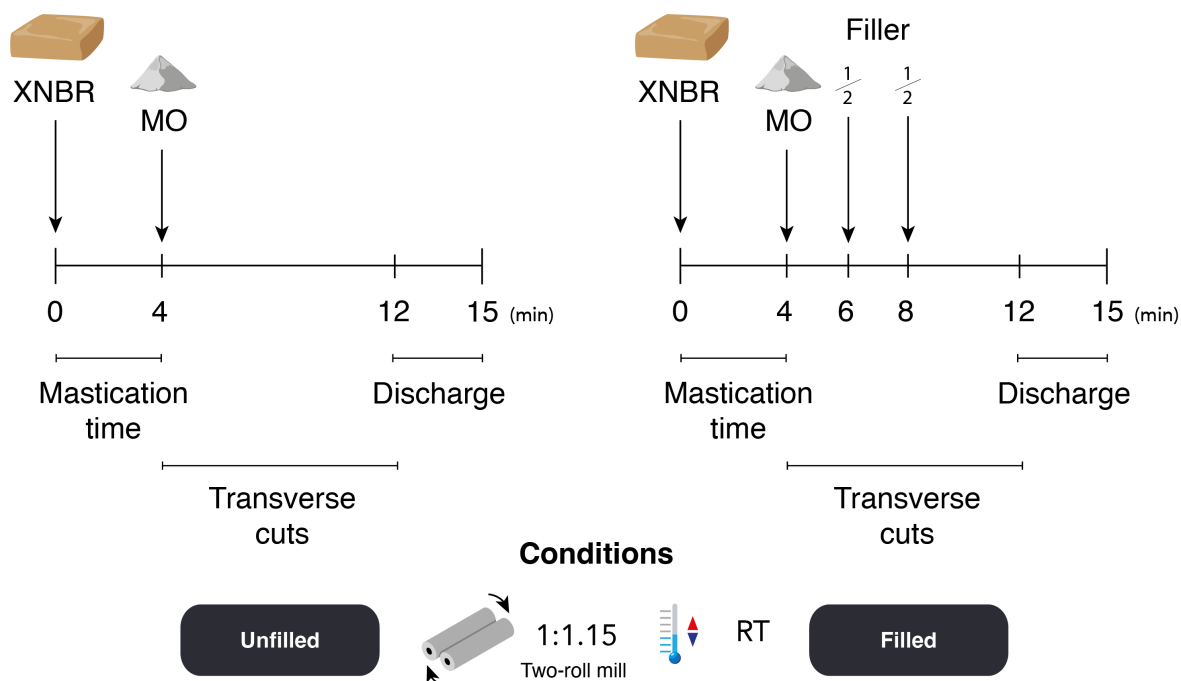 XNBR
MO
0 4 12 15 (min)
Mastication
time
Discharge
Transverse
cuts
Filler
XNBR
1/2 1/2
MO
0 4 6 8 12 15 (min)
Mastication
time
Discharge
Transverse
cuts
Conditions
Unfilled
1:1.15
Two-roll mill
RT
Filled